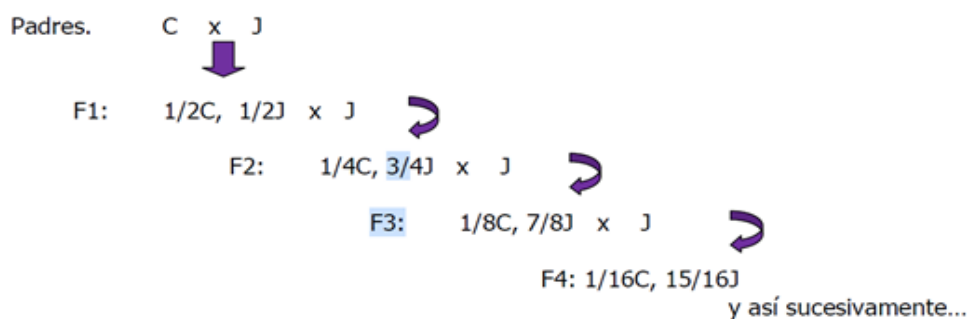 Padres. C x J
F1: 1/2C, 1/2J x J
F2: 1/4C, 3/4J x J
F3: 1/8C, 7/8J x J
F4: 1/16C, 15/16J
y así sucesivamente...